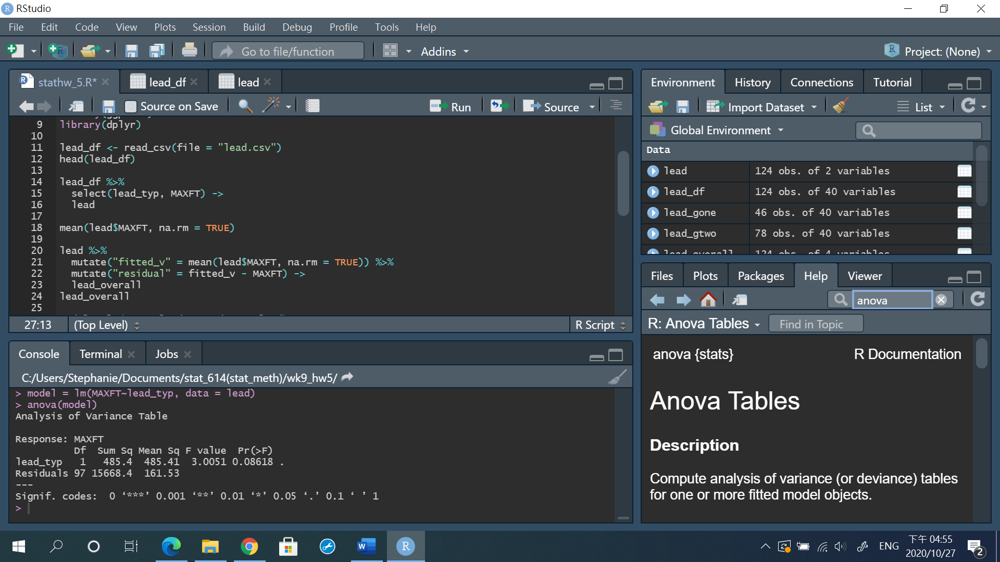 RStudio
File Edit Code View Plots Session Build Debug Profile Tools Help
Go to file/function Addins Project: (None)
stathw_5.R* lead_df lead
Source on Save Run Source
9 library(dplyr)
10
11 lead_df <- read_csv(file = "lead.csv")
12 head(lead_df)
13
14 lead_df %>%
15 select(lead_typ, MAXFT) ->
16 lead
17
18 mean(lead$MAXFT, na.rm = TRUE)
19
20 lead %>%
21 mutate("fitted_v" = mean(lead$MAXFT, na.rm = TRUE)) %>%
22 mutate("residual" = fitted_v - MAXFT) ->
23 lead_overall
24 lead_overall
25
27:13 (Top Level) R Script
Console Terminal Jobs
C:/Users/Stephanie/Documents/stat_614(stat_meth)/wk9_hw5/
> model = lm(MAXFT~lead_typ, data = lead)
> anova(model)
Analysis of Variance Table
Response: MAXFT
Df Sum Sq Mean Sq F value Pr(>F)
lead_typ 1 485.4 485.41 3.0051 0.08618 .
Residuals 97 15668.4 161.53
---
Signif. codes: 0 ‘***’ 0.001 ‘**’ 0.01 ‘*’ 0.05 ‘.’ 0.1 ‘ ’ 1
>
Environment History Connections Tutorial
Import Dataset List
Global Environment
Data
lead 124 obs. of 2 variables
lead_df 124 obs. of 40 variables
lead_gone 46 obs. of 40 variables
lead_gtwo 78 obs. of 40 variables
lead_overall 124 obs. of 4 variables
Files Plots Packages Help Viewer
anova
R: Anova Tables Find in Topic
anova {stats} R Documentation
Anova Tables
Description
Compute analysis of variance (or deviance) tables
for one or more fitted model objects.
ENG
下午 04:55
2020/10/27
2